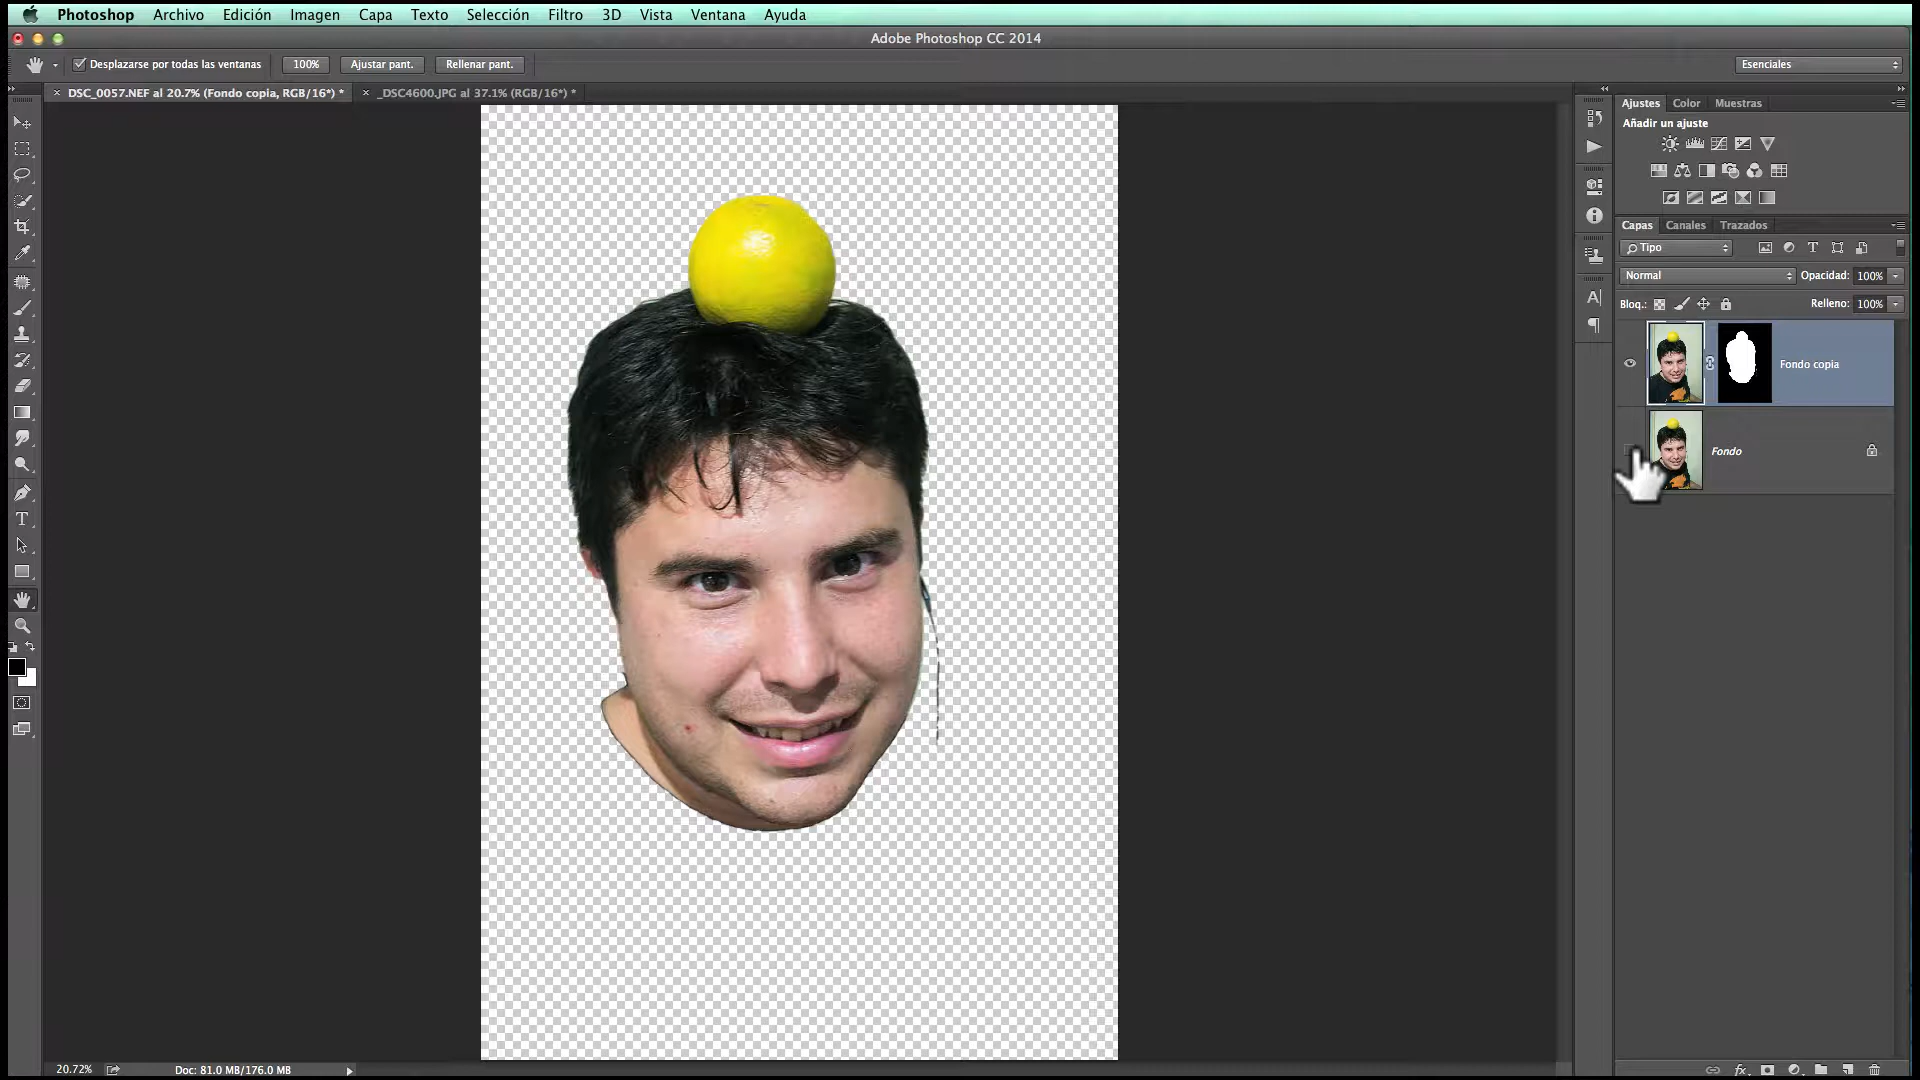 Photoshop Archivo Edición Imagen Capa Texto Selección Filtro 3D Vista Ventana Ayuda
Adobe Photoshop CC 2014
Desplazarse por todas las ventanas 100% Ajustar pant. Rellenar pant. Esenciales
DSC_0057.NEF al 20.7% (Fondo copia, RGB/16*) * _DSC4600.JPG al 37.1% (RGB/16*) *
Ajustes Color Muestras
Añadir un ajuste
Capas Canales Trazados
Tipo
Normal Opacidad: 100%
Bloq.: Relleno: 100%
Fondo copia
Fondo
20.72% Doc: 81.0 MB/176.0 MB